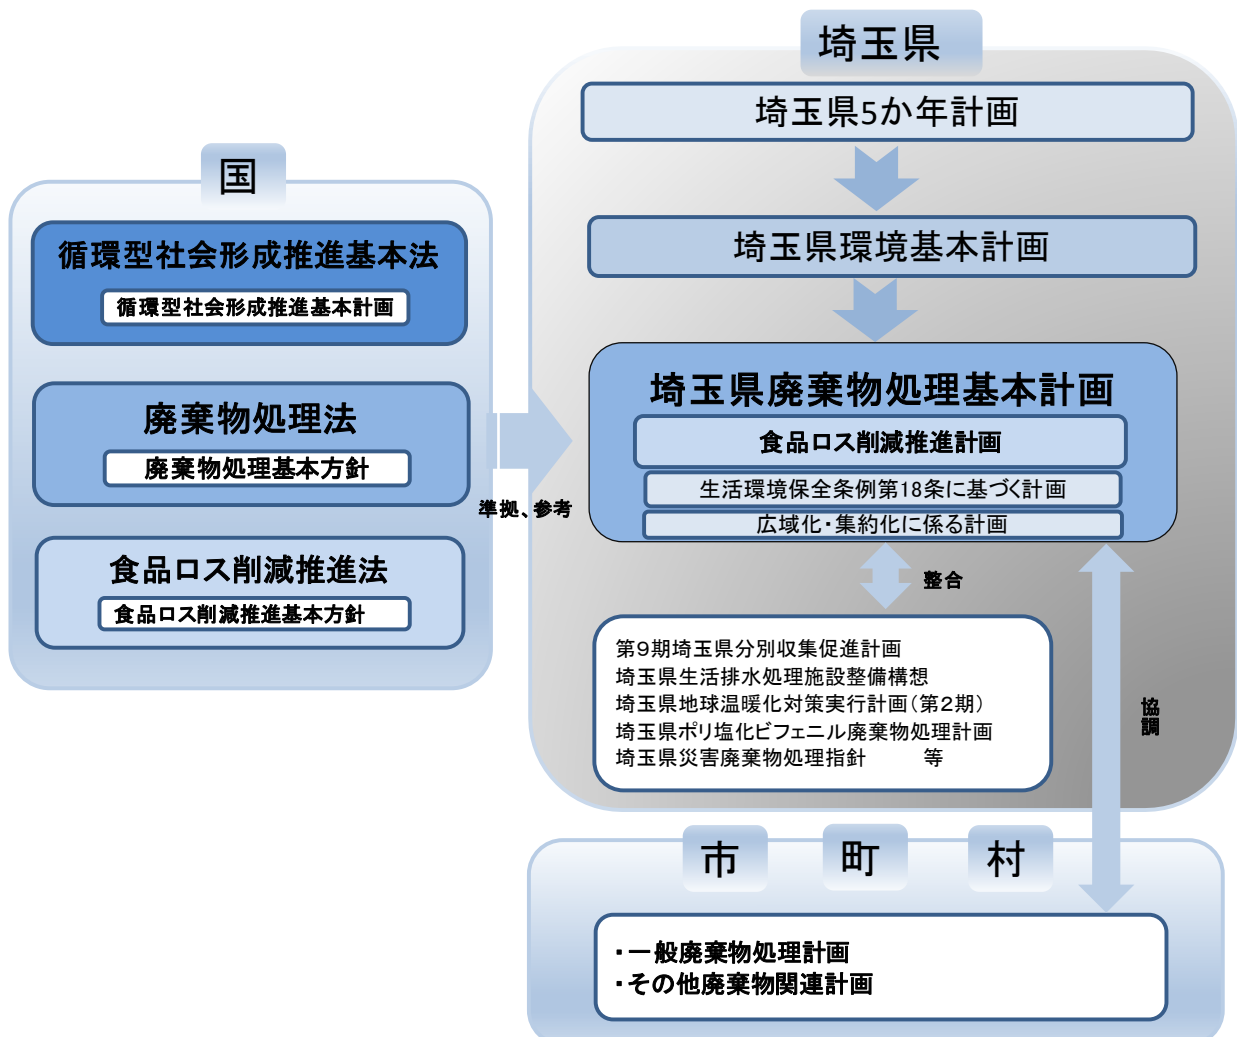 国
循環型社会形成推進基本法
循環型社会形成推進基本計画
廃棄物処理法
廃棄物処理基本方針
食品ロス削減推進法
食品ロス削減推進基本方針
準拠、参考
埼玉県
埼玉県5か年計画
埼玉県環境基本計画
埼玉県廃棄物処理基本計画
食品ロス削減推進計画
生活環境保全条例第18条に基づく計画
広域化・集約化に係る計画
整合
第9期埼玉県分別収集促進計画
埼玉県生活排水処理施設整備構想
埼玉県地球温暖化対策実行計画(第2期)
埼玉県ポリ塩化ビフェニル廃棄物処理計画
埼玉県災害廃棄物処理指針 等
協調
市 町 村
・一般廃棄物処理計画
・その他廃棄物関連計画